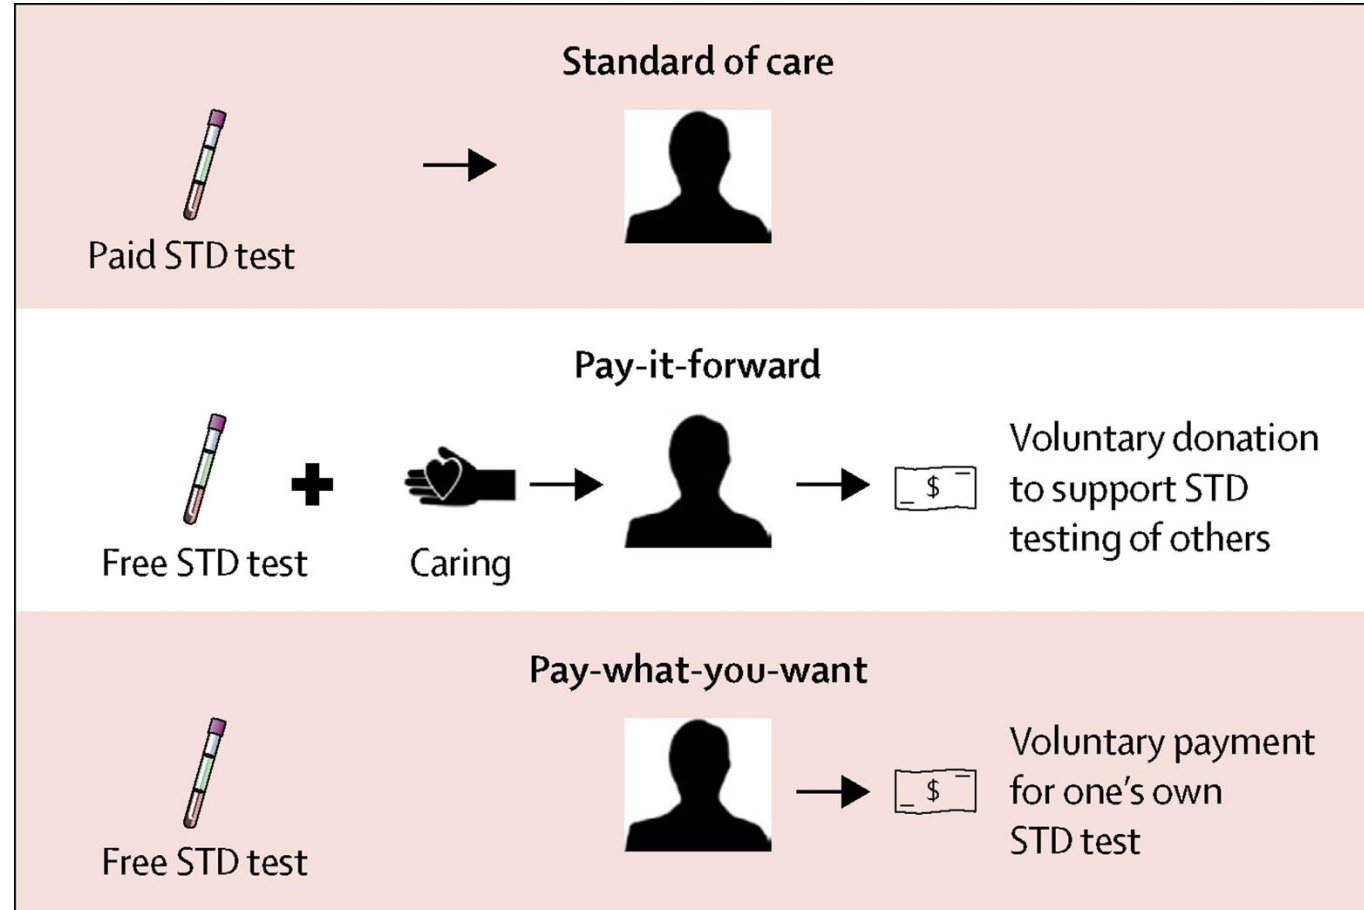 Standard of care
Paid STD test
Pay-it-forward
Free STD test
Caring
$
Voluntary donation
to support STD
testing of others
Pay-what-you-want
Free STD test
$
Voluntary payment
for one's own
STD test